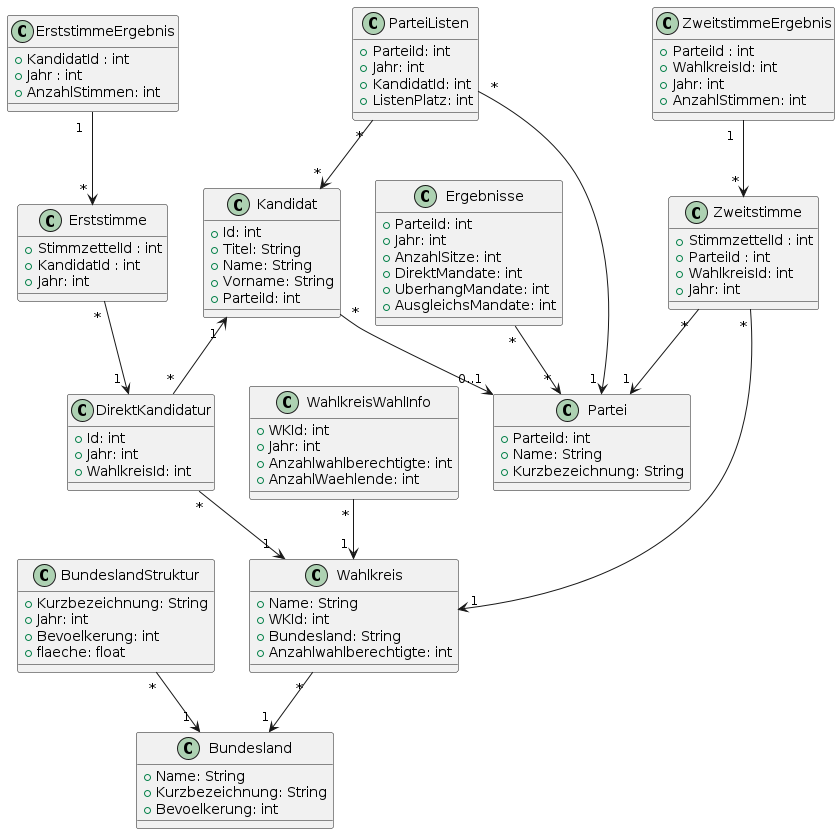 C ErststimmeErgebnis
KandidatId : int
Jahr : int
AnzahlStimmen: int
C ParteiListen
ParteiId: int
Jahr: int
KandidatId: int
ListenPlatz: int
C ZweitstimmeErgebnis
ParteiId : int
WahlkreisId: int
Jahr: int
AnzahlStimmen: int
1
*
*
*
*
1
*
C Erststimme
StimmzettelId : int
KandidatId : int
Jahr: int
C Kandidat
Id: int
Titel: String
Name: String
Vorname: String
ParteiId: int
C Ergebnisse
ParteiId: int
Jahr: int
AnzahlSitze: int
DirektMandate: int
UberhangMandate: int
AusgleichsMandate: int
C Zweitstimme
StimmzettelId : int
ParteiId : int
WahlkreisId: int
Jahr: int
*
1
1
*
*
0..1
*
*
1
*
1
*
C DirektKandidatur
Id: int
Jahr: int
WahlkreisId: int
C WahlkreisWahlInfo
WKId: int
Jahr: int
Anzahlwahlberechtigte: int
AnzahlWaehlende: int
C Partei
ParteiId: int
Name: String
Kurzbezeichnung: String
*
1
*
1
1
C BundeslandStruktur
Kurzbezeichnung: String
Jahr: int
Bevoelkerung: int
flaeche: float
C Wahlkreis
Name: String
WKId: int
Bundesland: String
Anzahlwahlberechtigte: int
*
1
*
1
C Bundesland
Name: String
Kurzbezeichnung: String
Bevoelkerung: int